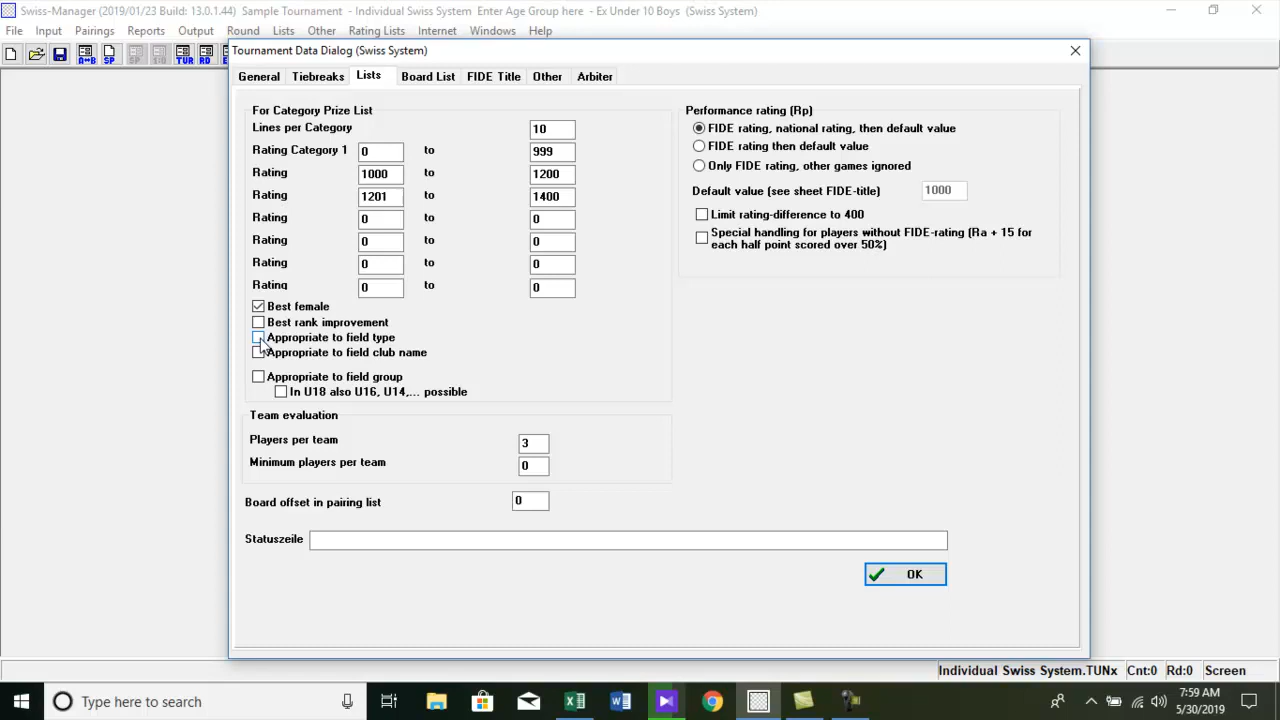 Swiss-Manager (2019/01/23 Build: 13.0.1.44) Sample Tournament - Individual Swiss System Enter Age Group here - Ex Under 10 Boys (Swiss System)
File Input Pairings Reports Output Round Lists Other Rating Lists Internet Windows Help
Tournament Data Dialog (Swiss System)
General Tiebreaks Lists Board List FIDE Title Other Arbiter
For Category Prize List
Lines per Category 10
Rating Category 1 0 to 999
Rating 1000 to 1200
Rating 1201 to 1400
Rating 0 to 0
Rating 0 to 0
Rating 0 to 0
Rating 0 to 0
Best female
Best rank improvement
Appropriate to field type
Appropriate to field club name
Appropriate to field group
In U18 also U16, U14,... possible
Team evaluation
Players per team 3
Minimum players per team 0
Board offset in pairing list 0
Statuszeile
Performance rating (Rp)
FIDE rating, national rating, then default value
FIDE rating then default value
Only FIDE rating, other games ignored
Default value (see sheet FIDE-title) 1000
Limit rating-difference to 400
Special handling for players without FIDE-rating (Ra + 15 for
each half point scored over 50%)
OK
Individual Swiss System.TUNx Cnt:0 Rd:0 Screen
Type here to search
7:59 AM
5/30/2019